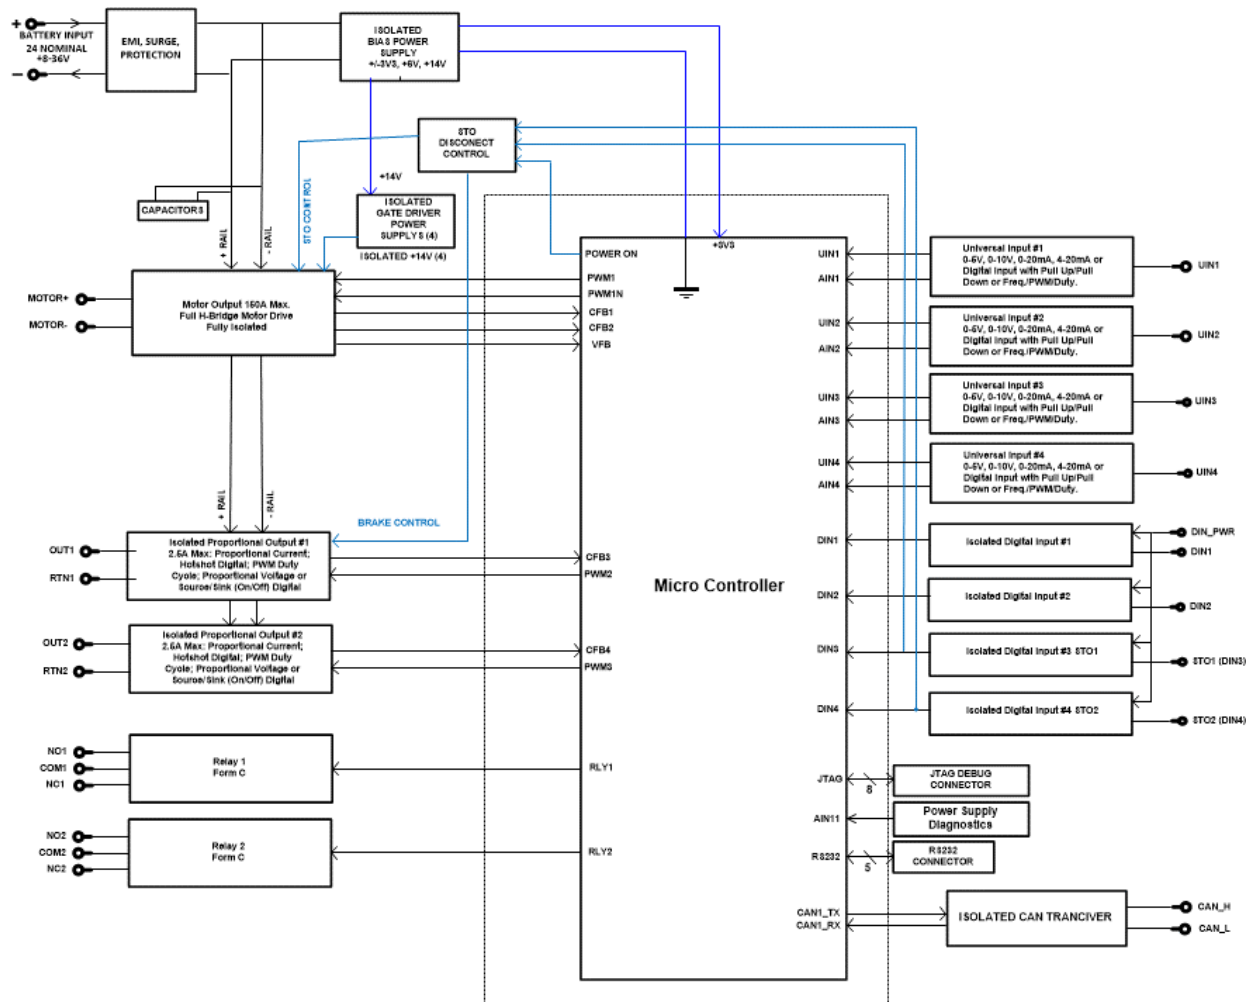 +
BATTERY INPUT
24 NOMINAL
+8-36V
−
EMI, SURGE,
PROTECTION
ISOLATED
BIAS POWER
SUPPLY
+/-3V3, +6V, +14V
STO
DISCONECT
CONTROL
+14V
ISOLATED
GATE DRIVER
POWER
SUPPLYS (4)
ISOLATED +14V (4)
CAPACITORS
+ RAIL
- RAIL
STO CONTROL
MOTOR+
MOTOR-
Motor Output 150A Max.
Full H-Bridge Motor Drive
Fully Isolated
+ RAIL
- RAIL
BRAKE CONTROL
OUT1
RTN1
Isolated Proportional Output #1
2.5A Max: Proportional Current;
Hotshot Digital; PWM Duty
Cycle; Proportional Voltage or
Source/Sink (On/Off) Digital
OUT2
RTN2
Isolated Proportional Output #2
2.5A Max: Proportional Current;
Hotshot Digital; PWM Duty
Cycle; Proportional Voltage or
Source/Sink (On/Off) Digital
NO1
COM1
NC1
Relay 1
Form C
NO2
COM2
NC2
Relay 2
Form C
+3V3
POWER ON
PWM1
PWM1N
CFB1
CFB2
VFB
CFB3
PWM2
CFB4
PWM3
RLY1
RLY2
Micro Controller
UIN1
AIN1
UIN2
AIN2
UIN3
AIN3
UIN4
AIN4
DIN1
DIN2
DIN3
DIN4
JTAG
8
AIN11
RS232
5
CAN1_TX
CAN1_RX
Universal Input #1
0-5V, 0-10V, 0-20mA, 4-20mA or
Digital Input with Pull Up/Pull
Down or Freq./PWM/Duty.
UIN1
Universal Input #2
0-5V, 0-10V, 0-20mA, 4-20mA or
Digital Input with Pull Up/Pull
Down or Freq./PWM/Duty.
UIN2
Universal Input #3
0-5V, 0-10V, 0-20mA, 4-20mA or
Digital Input with Pull Up/Pull
Down or Freq./PWM/Duty.
UIN3
Universal Input #4
0-5V, 0-10V, 0-20mA, 4-20mA or
Digital Input with Pull Up/Pull
Down or Freq./PWM/Duty.
UIN4
Isolated Digital Input #1
DIN_PWR
DIN1
Isolated Digital Input #2
DIN2
Isolated Digital Input #3 STO1
STO1 (DIN3)
Isolated Digital Input #4 STO2
STO2 (DIN4)
JTAG DEBUG
CONNECTOR
Power Supply
Diagnostics
RS232
CONNECTOR
ISOLATED CAN TRANCIVER
CAN_H
CAN_L